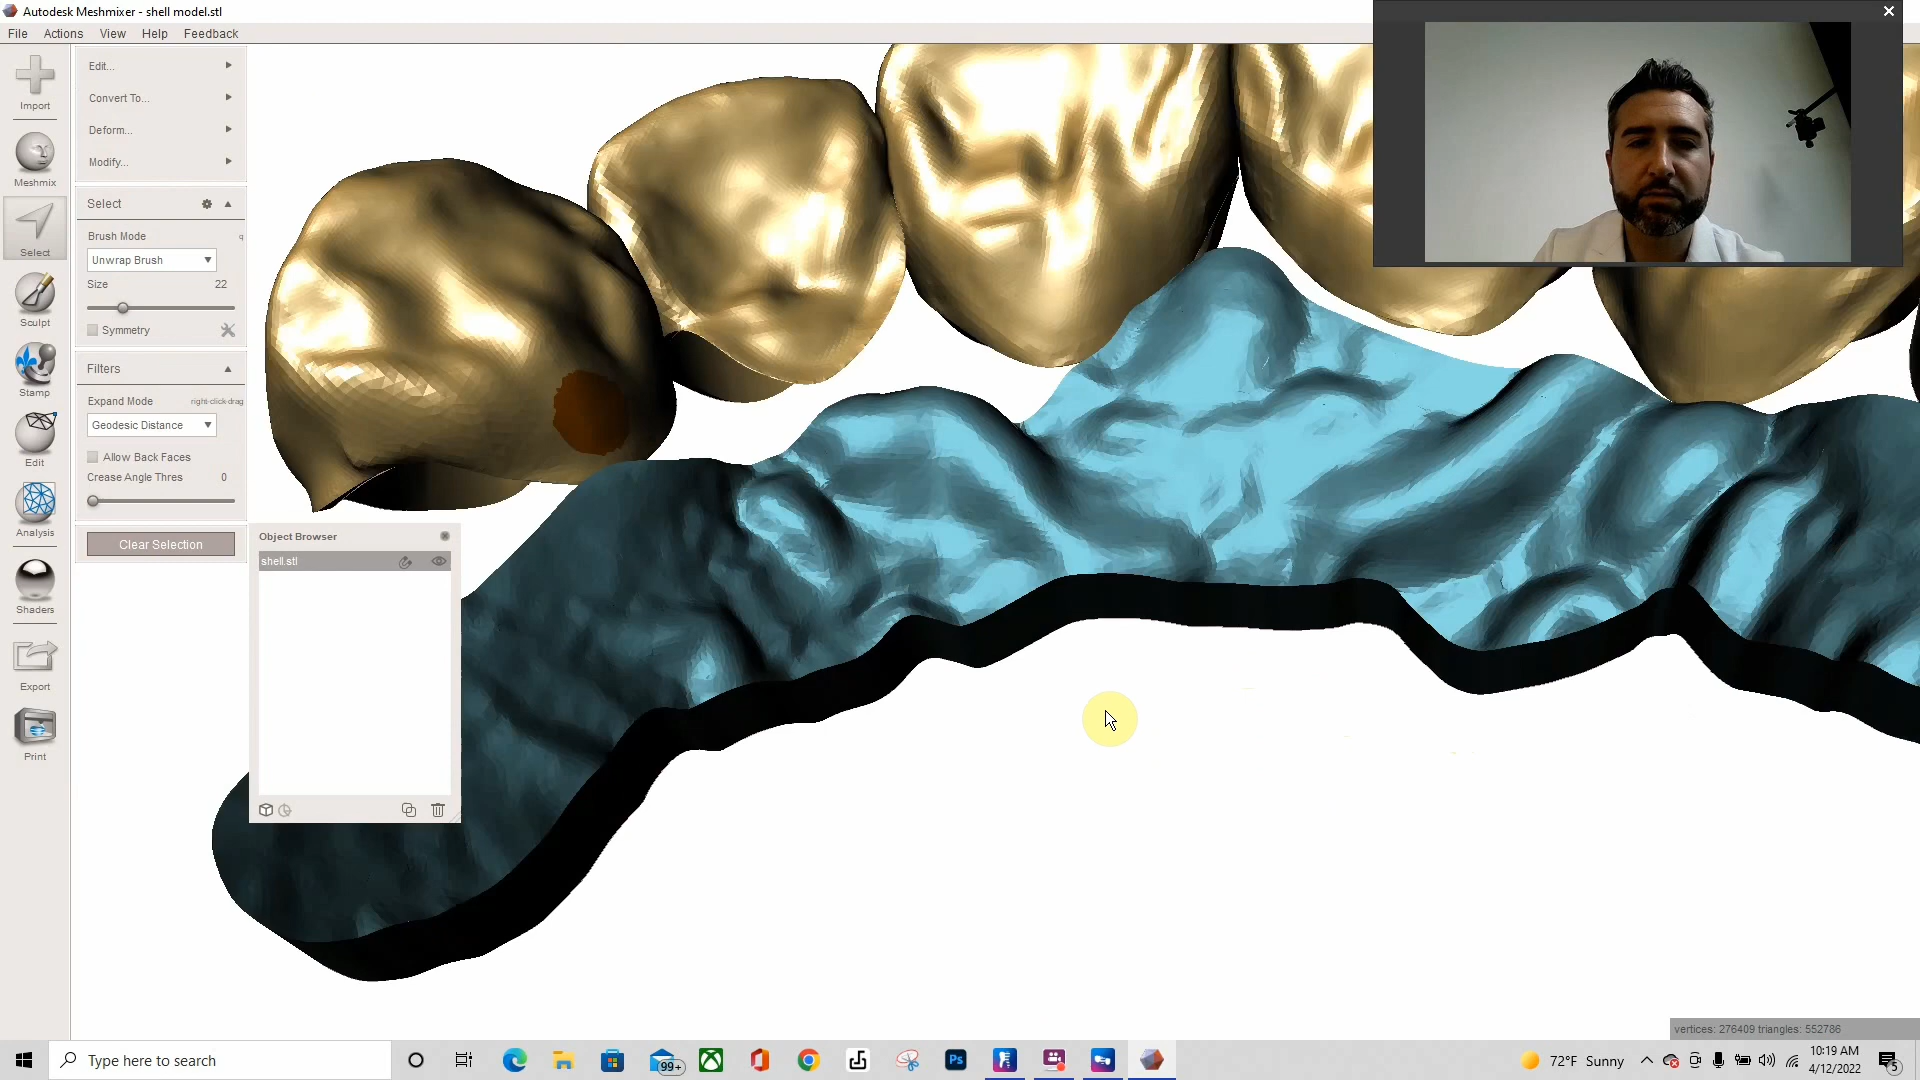 Autodesk Meshmixer - shell model.stl
File Actions View Help Feedback
Import
Meshmix
Select
Sculpt
Stamp
Edit
Analysis
Shaders
Export
Print
Edit...
Convert To...
Deform...
Modify...
Select
Brush Mode q
Unwrap Brush
Size 22
Symmetry
Filters
Expand Mode right-click-drag
Geodesic Distance
Allow Back Faces
Crease Angle Thres 0
Clear Selection
Object Browser
shell.stl
vertices: 276409 triangles: 552786
Type here to search
99+
Ps
72°F Sunny
10:19 AM
4/12/2022
5